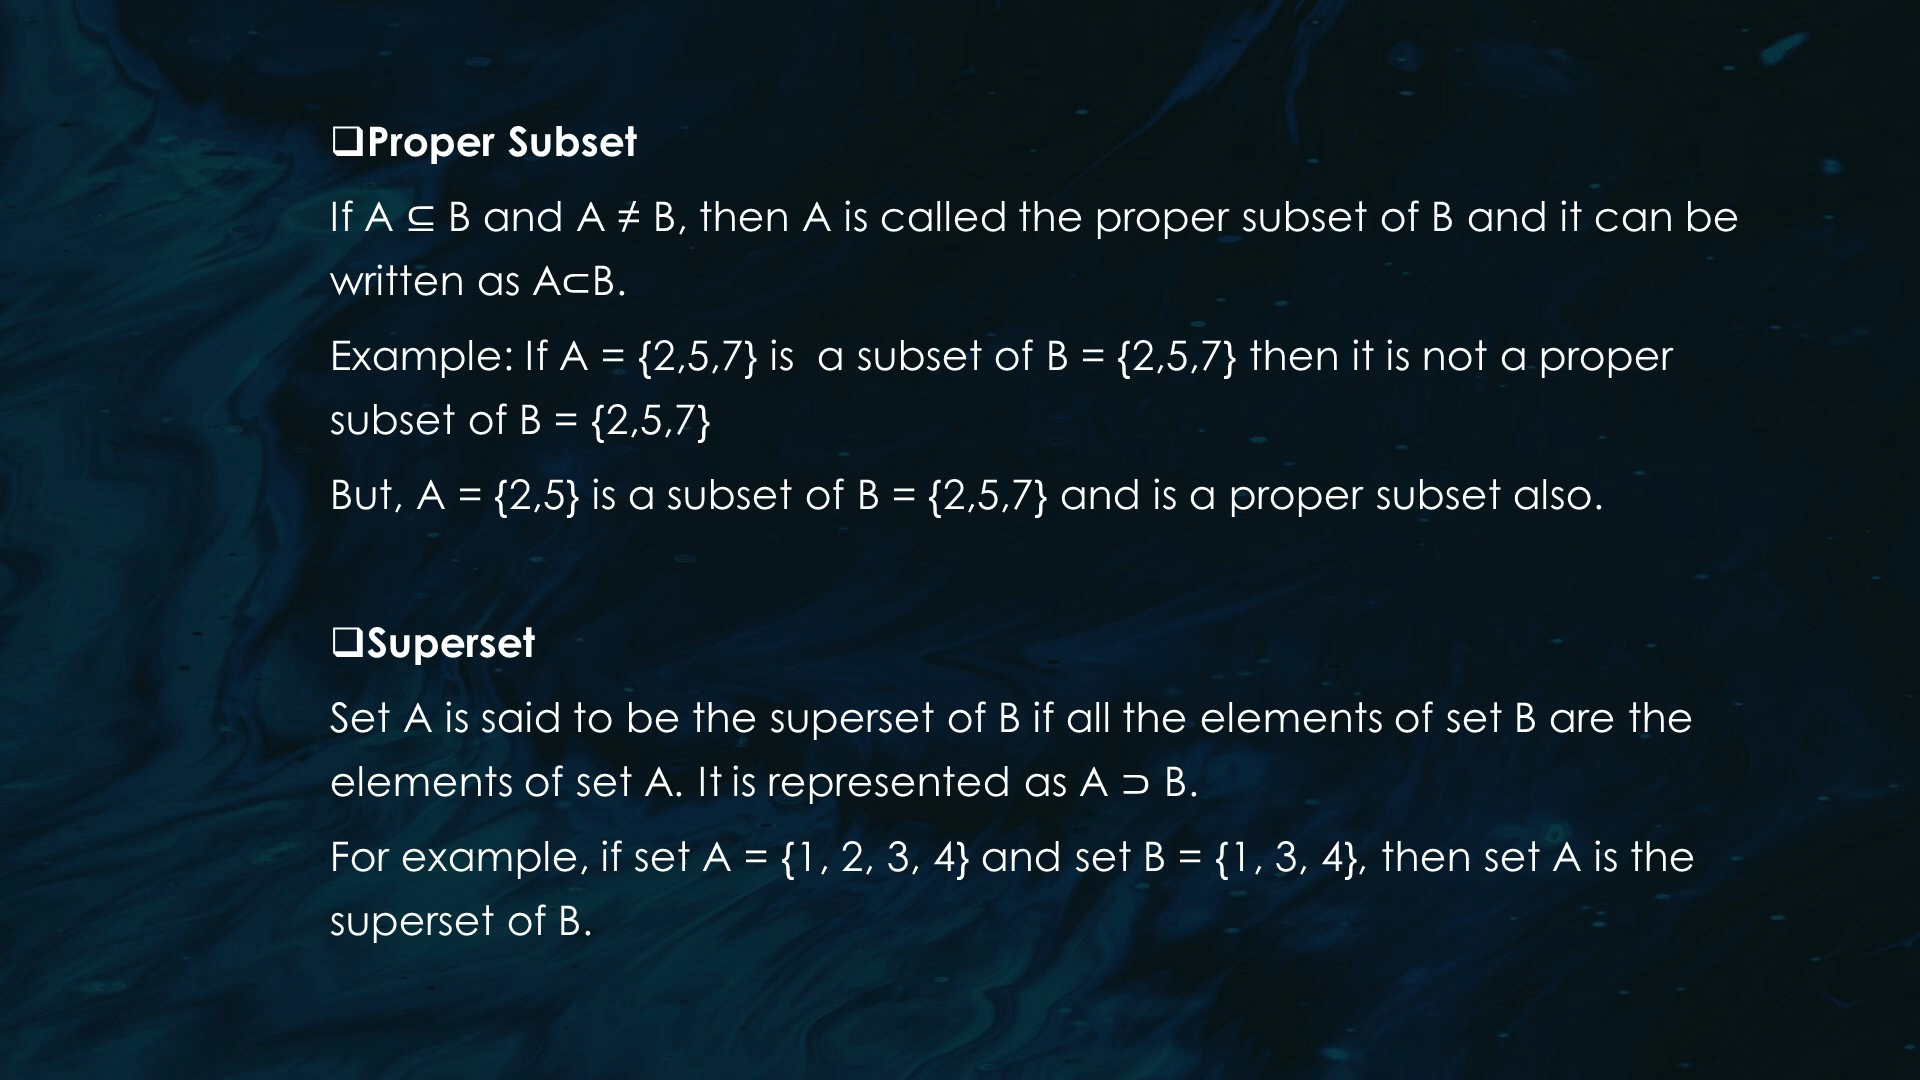 ❑Proper Subset
If A ⊆ B and A ≠ B, then A is called the proper subset of B and it can be
written as A⊂B.
Example: If A = {2,5,7} is  a subset of B = {2,5,7} then it is not a proper
subset of B = {2,5,7}
But, A = {2,5} is a subset of B = {2,5,7} and is a proper subset also.
❑Superset
Set A is said to be the superset of B if all the elements of set B are the
elements of set A. It is represented as A ⊃ B.
For example, if set A = {1, 2, 3, 4} and set B = {1, 3, 4}, then set A is the
superset of B.